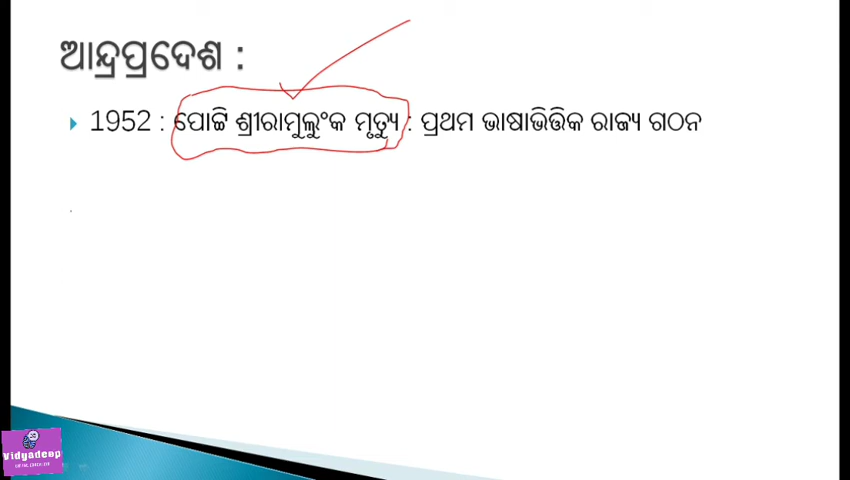 ଆନ୍ଦ୍ରପ୍ରଦେଶ :
1952 : ପୋଟ୍ଟି ଶ୍ରୀରାମୁଲୁଂକ ମୃତ୍ୟୁ : ପ୍ରଥମ ଭାଷାଭିତ୍ତିକ ରାଜ୍ୟ ଗଠନ
Vidyadeep